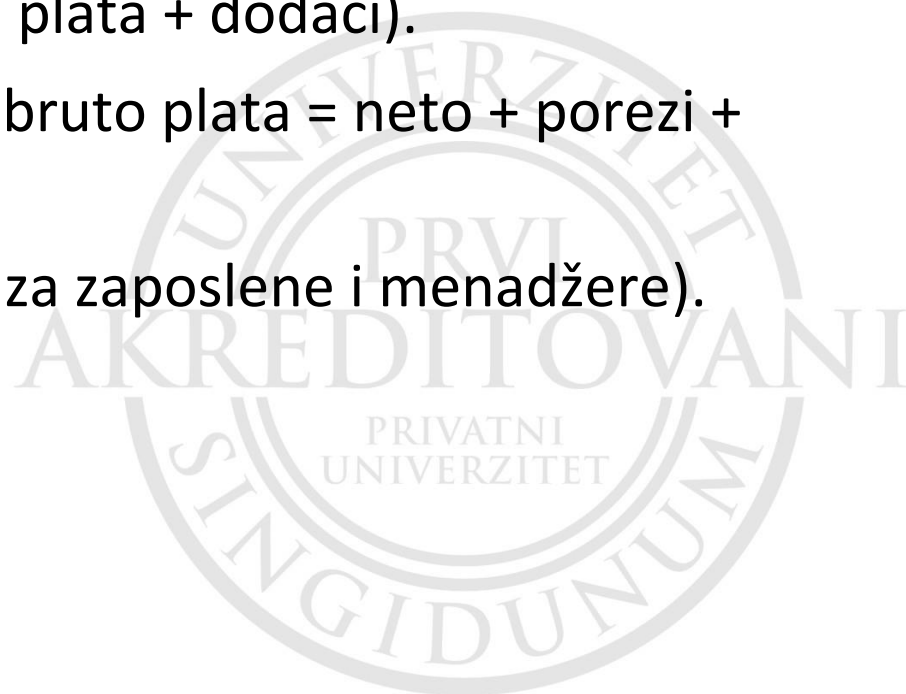 plata + dodaci).
bruto plata = neto + porezi +
za zaposlene i menadžere).
UNIVERZITET
PRVI
AKREDITOVANI
PRIVATNI
UNIVERZITET
SINGIDUNUM